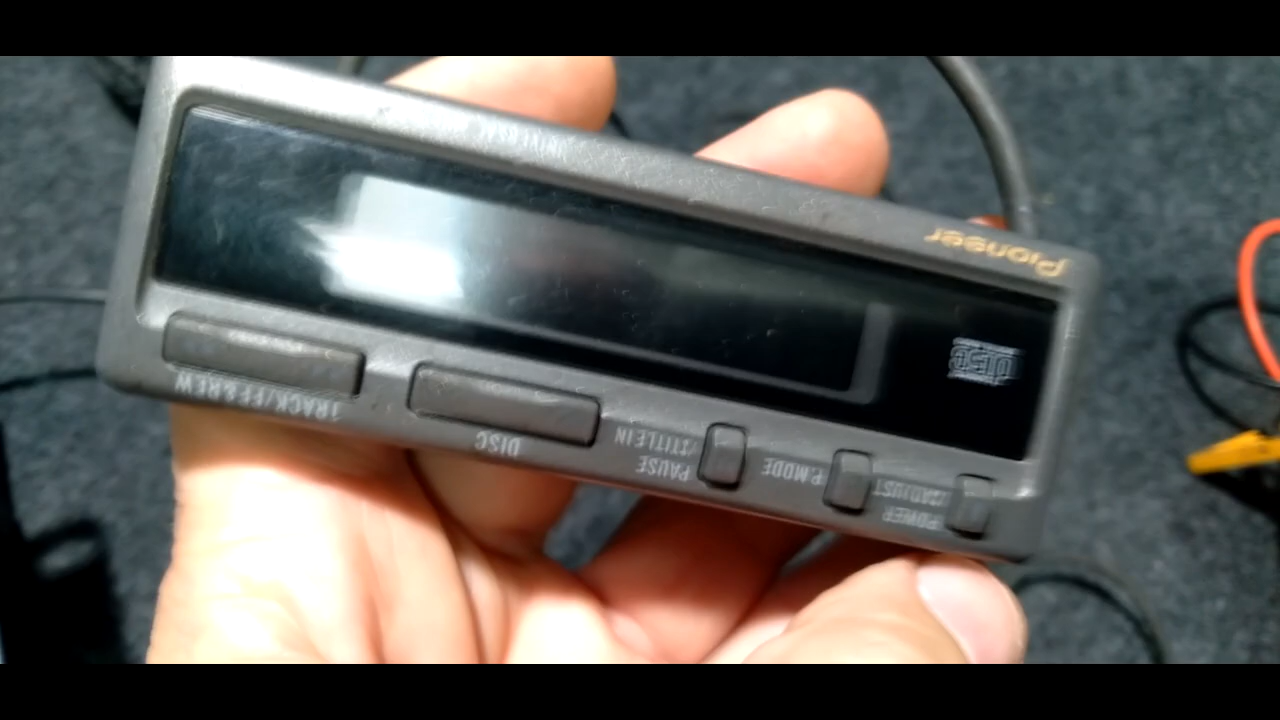 Pioneer
DISC
POWER
/ADJUST
P.MODE
PAUSE
/TITLE IN
DISC
TRACK/FF&REW